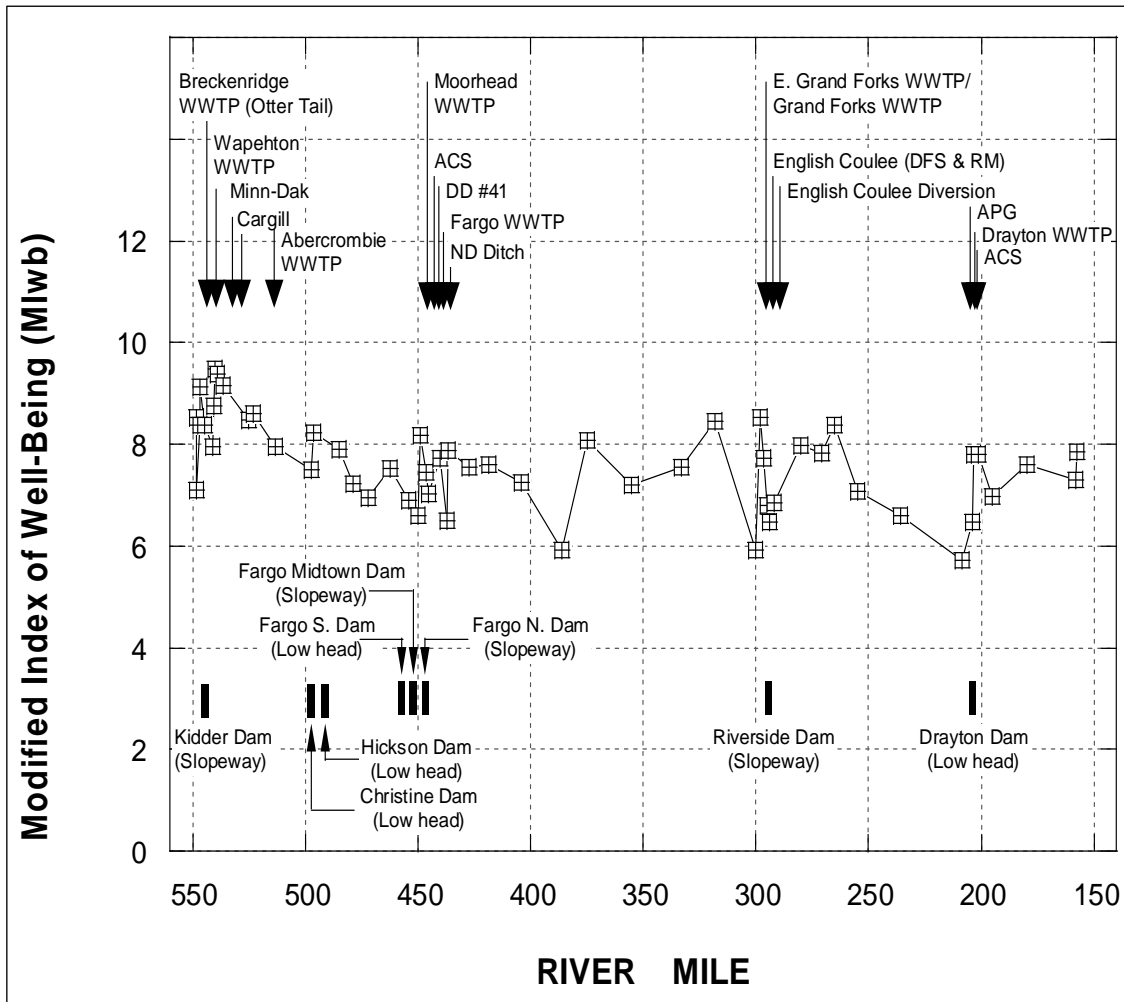 Breckenridge
WWTP (Otter Tail)
Wapehton
WWTP
Minn-Dak
Cargill
Abercrombie
WWTP
Moorhead
WWTP
ACS
DD #41
Fargo WWTP
ND Ditch
E. Grand Forks WWTP/
Grand Forks WWTP
English Coulee (DFS & RM)
English Coulee Diversion
APG
Drayton WWTP
ACS
Modified Index of Well-Being (MIwb)
12
10
8
6
4
2
0
Fargo Midtown Dam
(Slopeway)
Fargo S. Dam
(Low head)
Fargo N. Dam
(Slopeway)
Kidder Dam
(Slopeway)
Hickson Dam
(Low head)
Christine Dam
(Low head)
Riverside Dam
(Slopeway)
Drayton Dam
(Low head)
550 500 450 400 350 300 250 200 150
RIVER MILE